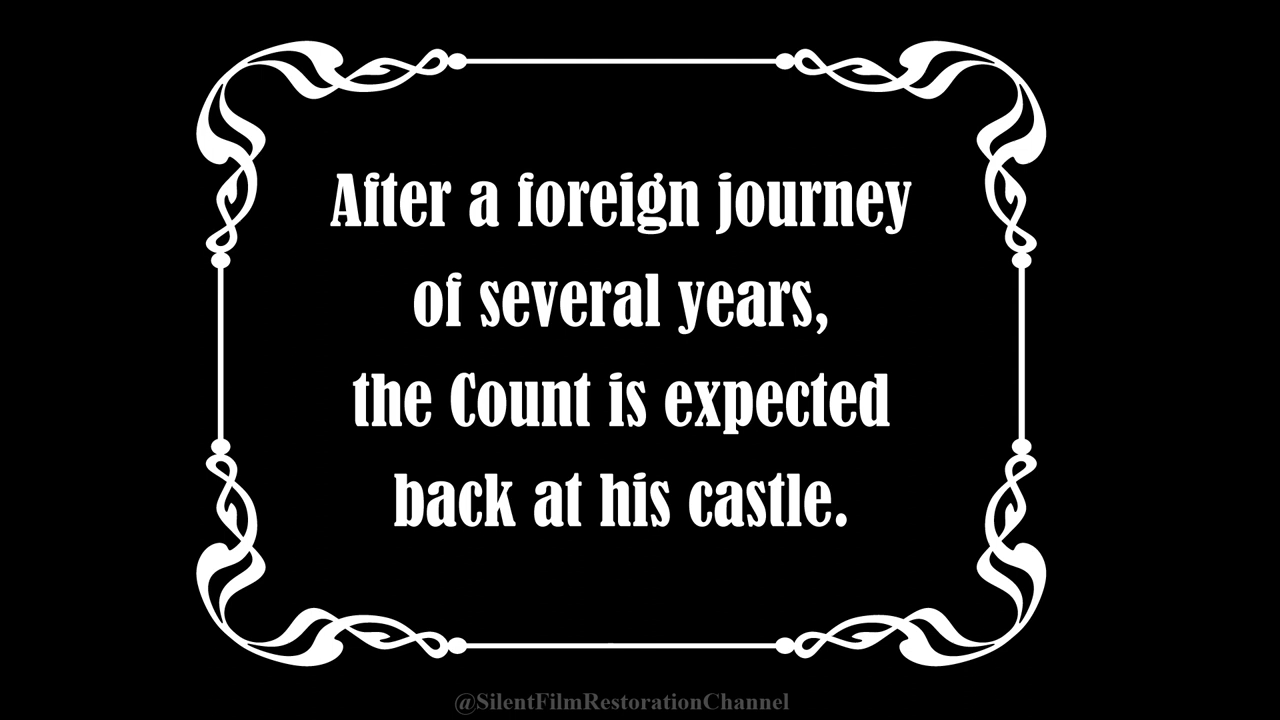 After a foreign journey
of several years,
the Count is expected
back at his castle.
@SilentFilmRestorationChannel